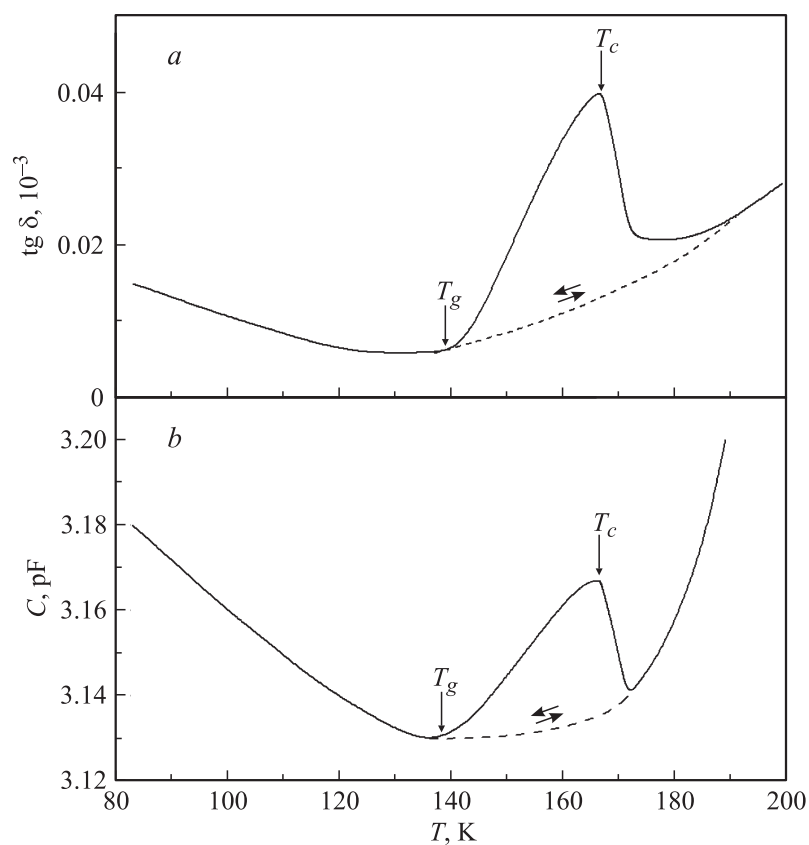 a
T_c
0.04
tg δ, 10^{−3}
0.02
T_g
0
b
3.20
3.18
T_c
C, pF
3.16
T_g
3.14
3.12
80 100 120 140 160 180 200
T, K